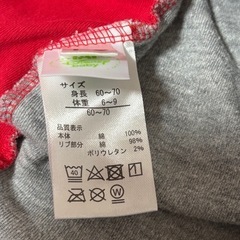 サイズ
身長 60～70
体重 6～9
60～70
品質表示
本体 綿 100%
リブ部分 綿 98%
ポリウレタン 2%
40